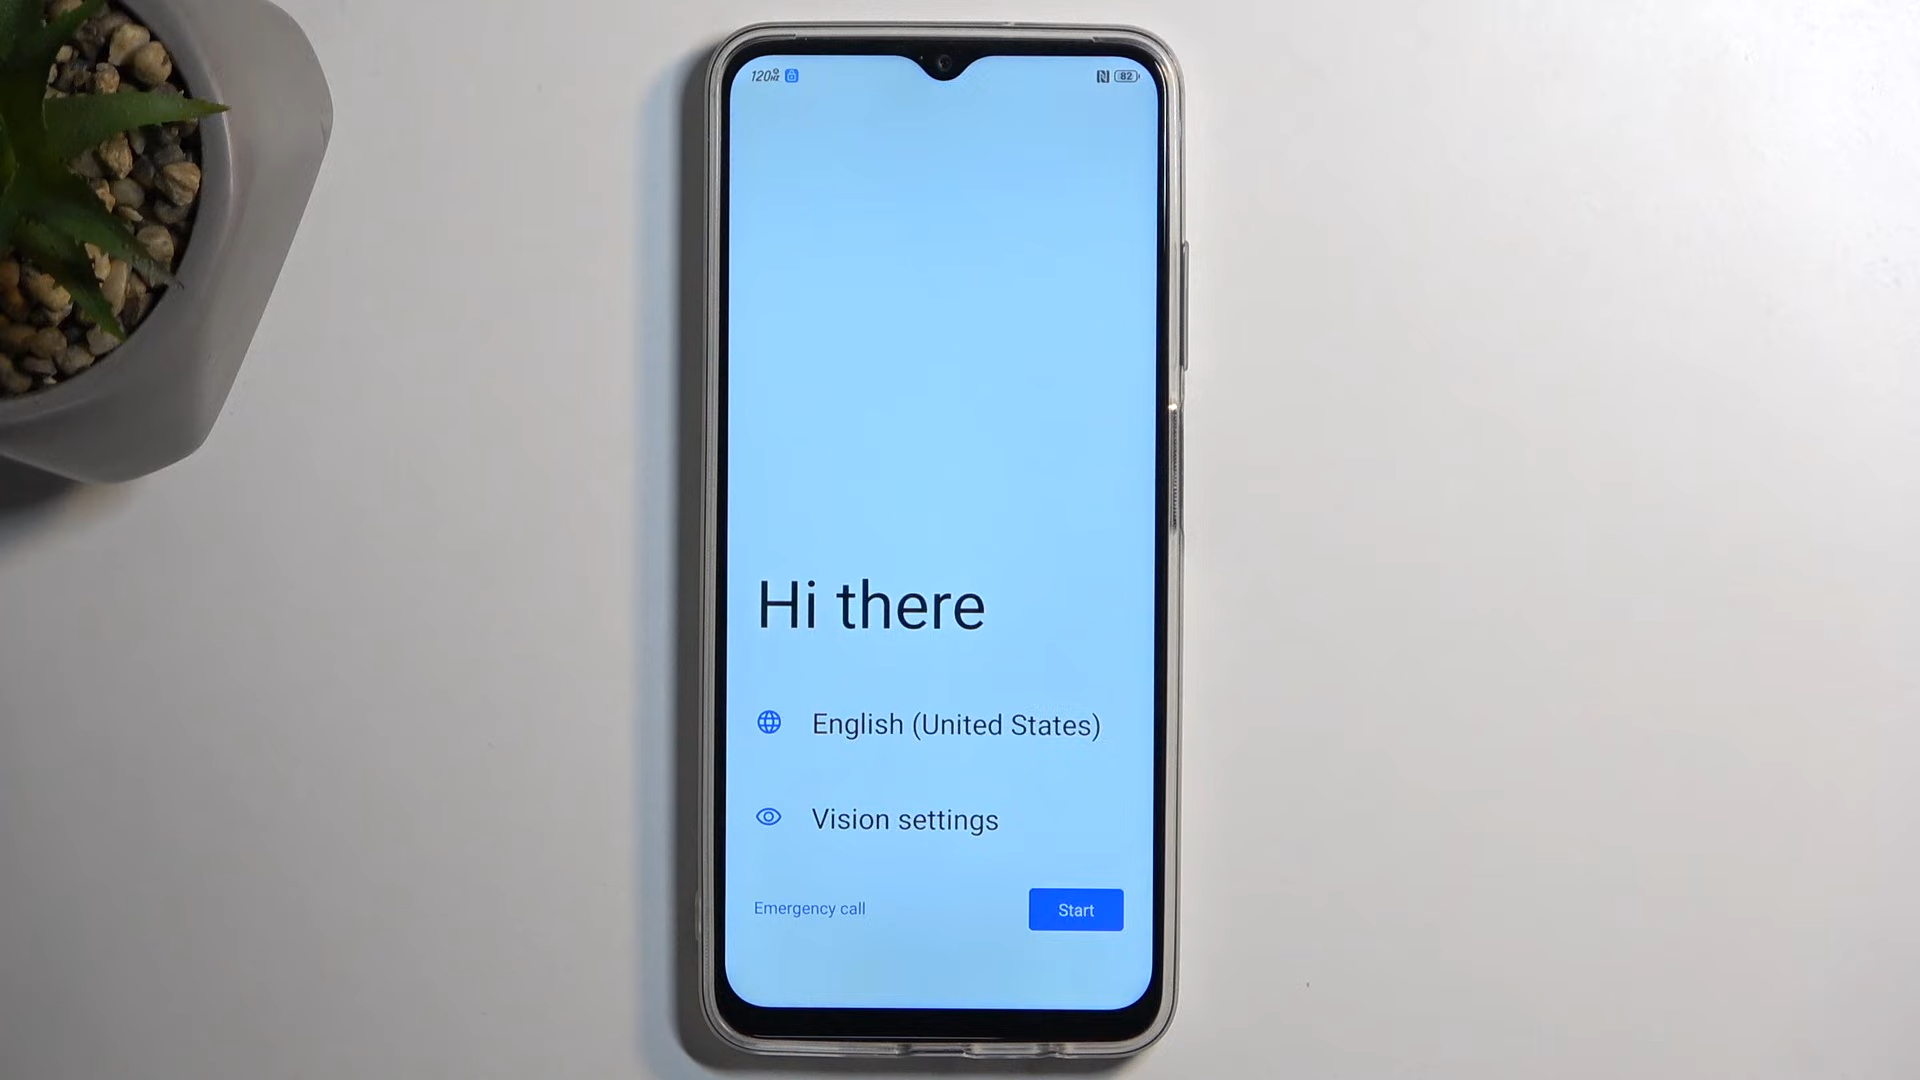 120Hz 82
Hi there
English (United States)
Vision settings
Emergency call Start